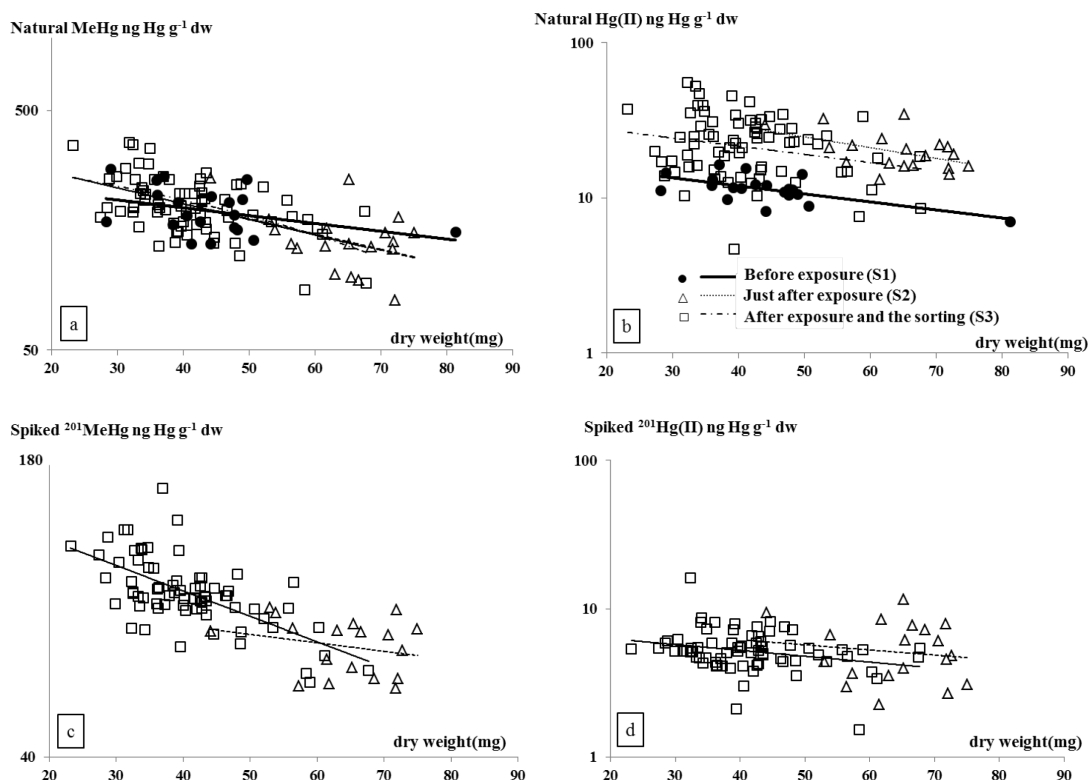 Natural MeHg ng Hg g⁻¹ dw
500
50
a
dry weight(mg)
20 30 40 50 60 70 80 90
Natural Hg(II) ng Hg g⁻¹ dw
100
10
1
Before exposure (S1)
Just after exposure (S2)
After exposure and the sorting (S3)
b
dry weight(mg)
20 30 40 50 60 70 80 90
Spiked ²⁰¹MeHg ng Hg g⁻¹ dw
180
40
c
dry weight(mg)
20 30 40 50 60 70 80 90
Spiked ²⁰¹Hg(II) ng Hg g⁻¹ dw
100
10
1
d
dry weight(mg)
20 30 40 50 60 70 80 90